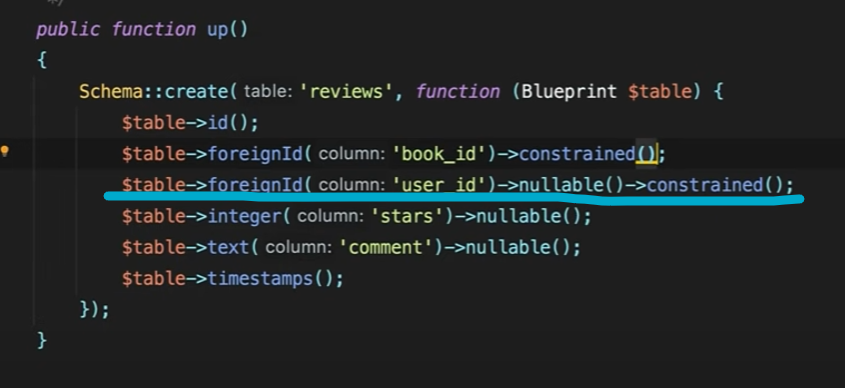 */
public function up()
{
Schema::create( table: 'reviews', function (Blueprint $table) {
$table->id();
$table->foreignId( column: 'book_id')->constrained();
$table->foreignId( column: 'user_id')->nullable()->constrained();
$table->integer( column: 'stars')->nullable();
$table->text( column: 'comment')->nullable();
$table->timestamps();
});
}